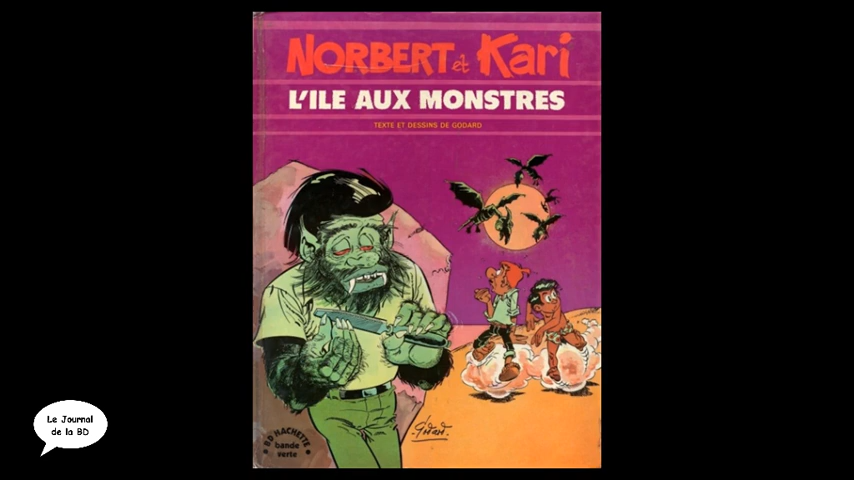 NORBERT et Kari
L'ILE AUX MONSTRES
TEXTE ET DESSINS DE GODARD
Godard.
BD HACHETTE
bande
verte
Le Journal
de la BD